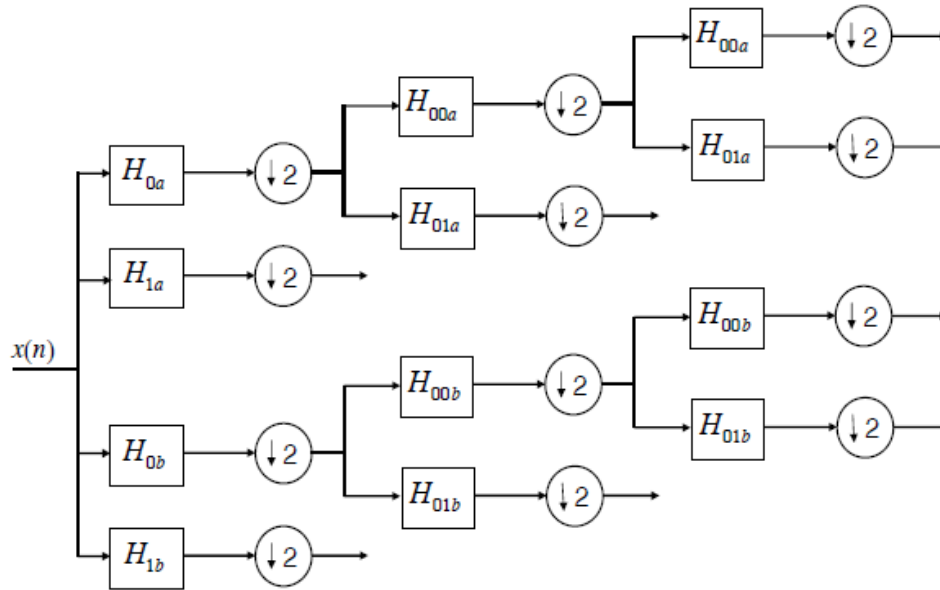 H₀₀ₐ ↓ 2
H₀₀ₐ ↓ 2
H₀₁ₐ ↓ 2
H₀ₐ ↓ 2
H₀₁ₐ ↓ 2
H₁ₐ ↓ 2
H₀₀b ↓ 2
x(n)
H₀₀b ↓ 2
H₀₁b ↓ 2
H₀b ↓ 2
H₀₁b ↓ 2
H₁b ↓ 2